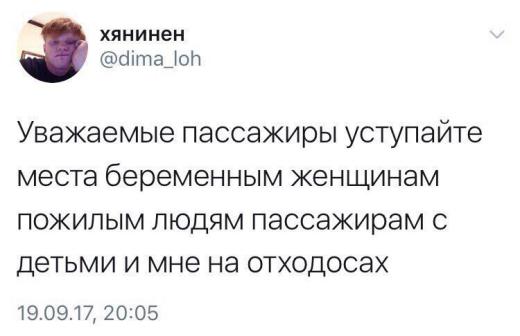 хянинен
@dima_loh
Уважаемые пассажиры уступайте
места беременным женщинам
пожилым людям пассажирам с
детьми и мне на отходосах
19.09.17, 20:05